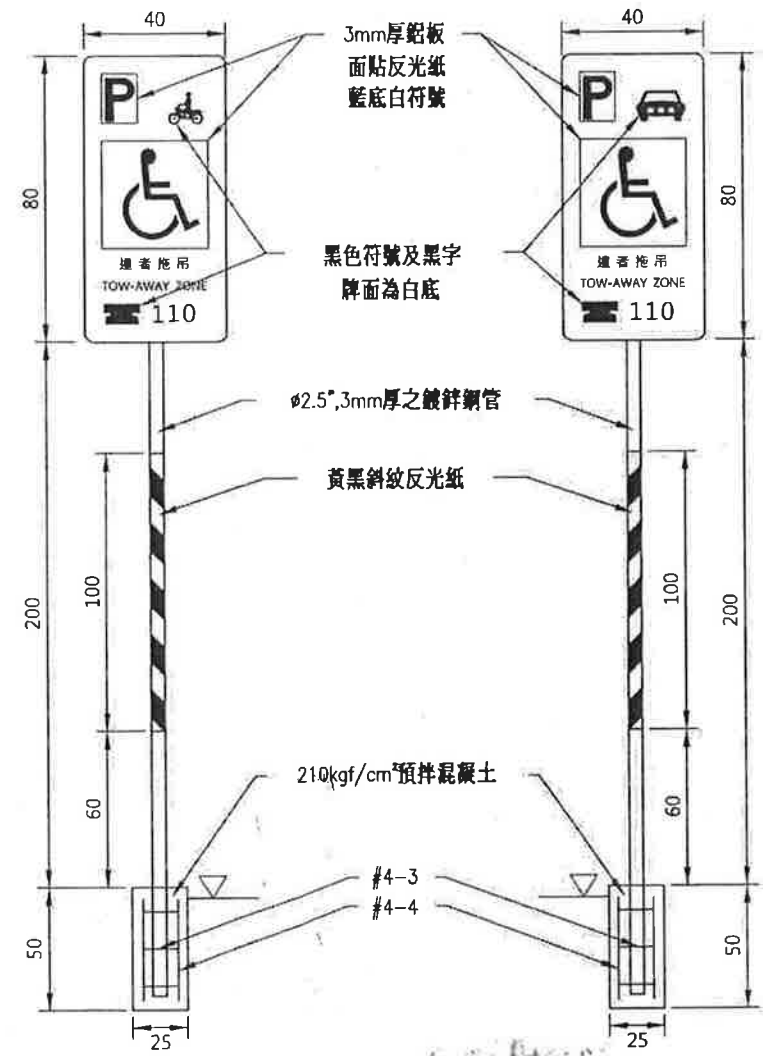 40
3mm厚鋁板
面貼反光紙
藍底白符號
40
P
P
80
80
違者拖吊
TOW-AWAY ZONE
110
黑色符號及黑字
牌面為白底
違者拖吊
TOW-AWAY ZONE
110
ø2.5",3mm厚之鍍鋅鋼管
黃黑斜紋反光紙
200
100
100
200
60
210kgf/cm²預拌混凝土
60
#4-3
#4-4
50
50
25
25